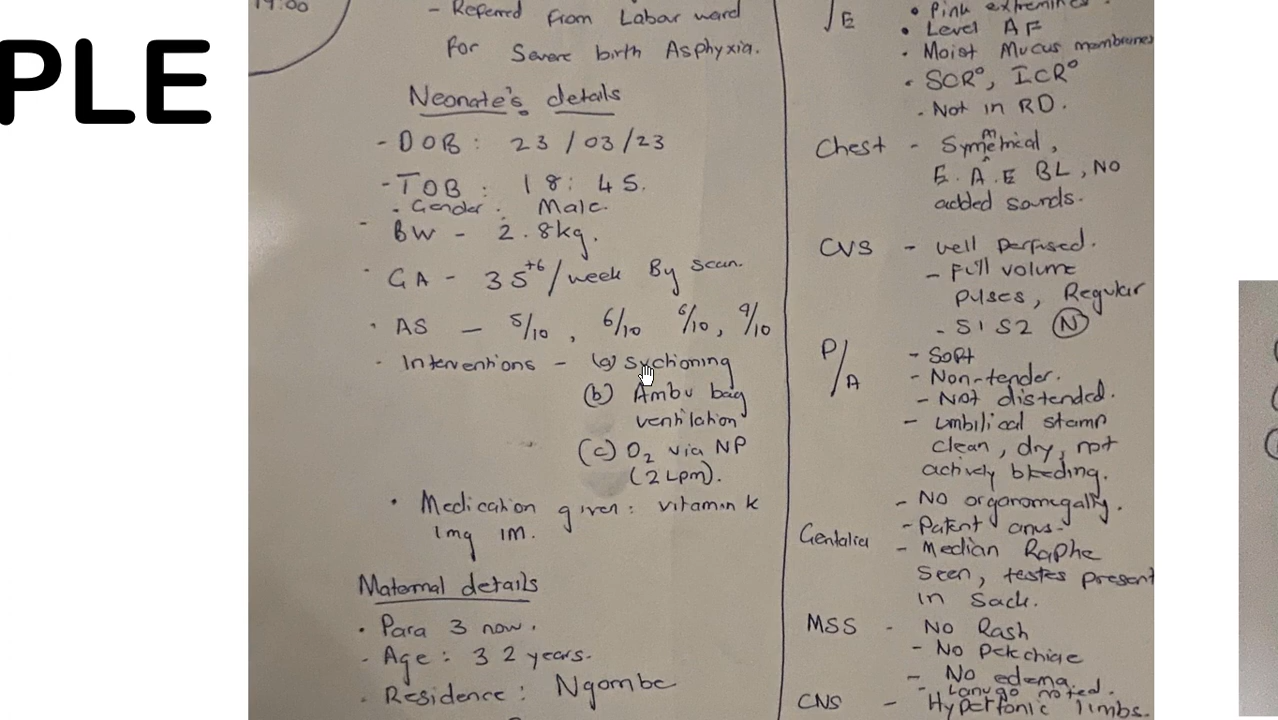 PLE
19:00
- Referred from Labour ward
for Severe birth Asphyxia.
Neonate's details
- DOB: 23/03/23
- TOB: 18:45.
- Gender: Male.
- BW - 2.8kg.
- GA - 35+6/week By scan.
- AS - 5/10, 6/10 6/10, 9/10
- Interventions - (a) Suctioning
(b) Ambu bag
ventilation
(c) O2 via NP
(2 Lpm).
• Medication given: vitamin K
1mg IM.
Maternal details
• Para 3 now.
- Age: 32 years.
• Residence: Ngombe
• Pink
• Level AF
• Moist Mucus membranes
• SCR°, ICR°
- Not in RD.
Chest - Symmetrical,
E.A.E BL, NO
added sounds.
CVS - well perfused.
- Full volume
pulses, Regular
- S1 S2 (N)
P/A - Soft
- Non-tender.
- Not distended.
- umbilical stamp
clean, dry, not
actively bleeding.
- NO organomegally.
- Patent anus.
Gentalia - Median Raphe
seen, testes present
in sack.
MSS - No Rash
- No petchiae
- No edema
- Lanugo noted.
CNS - Hypertonic limbs.